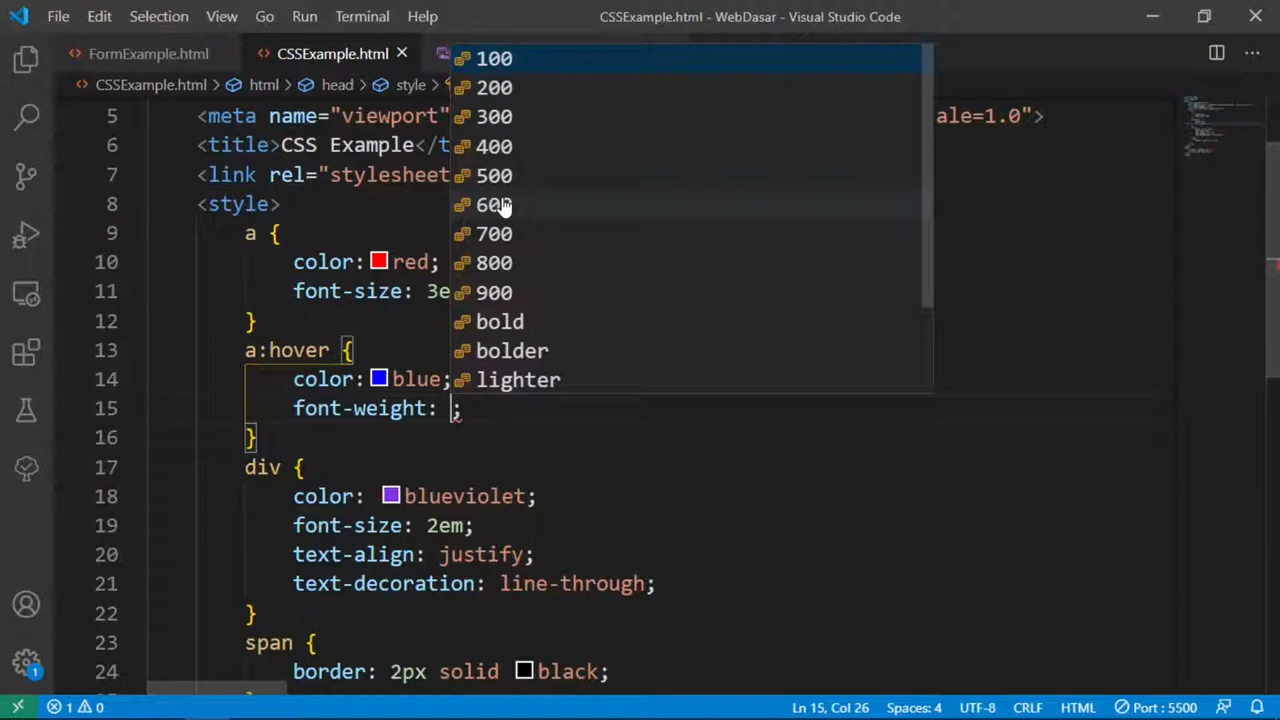 File Edit Selection View Go Run Terminal Help CSSExample.html - WebDasar - Visual Studio Code
FormExample.html CSSExample.html
CSSExample.html > html > head > style >
100
200
300
400
500
600
700
800
900
bold
bolder
lighter
5 <meta name="viewport" ale=1.0">
6 <title>CSS Example</t
7 <link rel="stylesheet
8 <style>
9 a {
10 color: red;
11 font-size: 3e
12 }
13 a:hover {
14 color: blue;
15 font-weight: ;
16 }
17 div {
18 color: blueviolet;
19 font-size: 2em;
20 text-align: justify;
21 text-decoration: line-through;
22 }
23 span {
24 border: 2px solid black;
1
1 0 Ln 15, Col 26 Spaces: 4 UTF-8 CRLF HTML Port : 5500